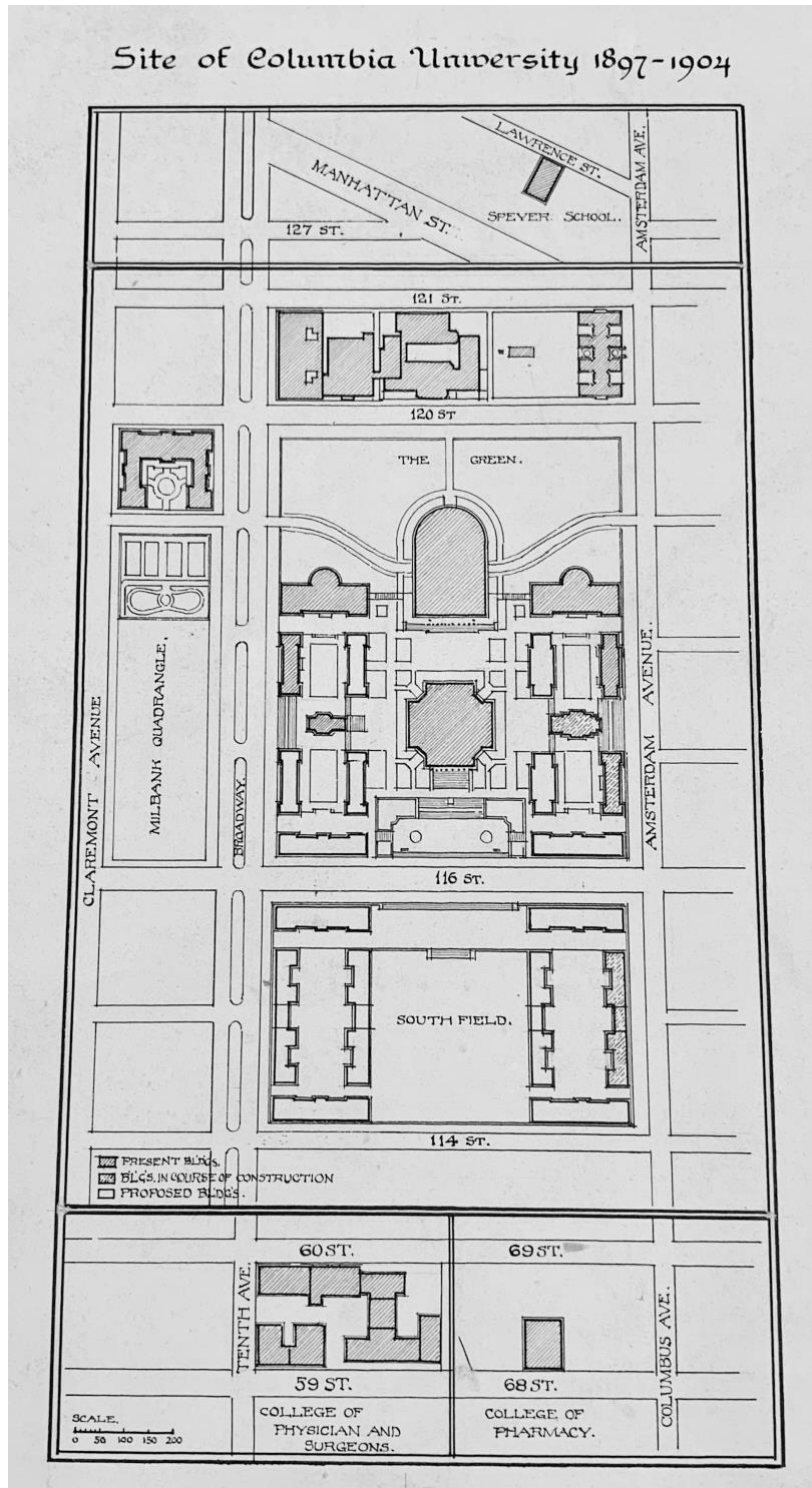 Site of Columbia University 1897-1904
LAWRENCE ST.
AMSTERDAM AVE.
MANHATTAN ST.
SPEYER SCHOOL.
127 ST.
121 ST.
120 ST
THE GREEN.
CLAREMONT AVENUE
MILBANK QUADRANGLE.
BROADWAY.
AMSTERDAM AVENUE.
116 ST.
SOUTH FIELD.
114 ST.
PRESENT BLDGS.
BLGS. IN COURSE OF CONSTRUCTION
PROPOSED BLDG'S.
60 ST.
69 ST.
TENTH AVE.
COLUMBUS AVE.
59 ST.
68 ST.
SCALE.
0 50 100 150 200
COLLEGE OF
PHYSICIAN AND
SURGEONS.
COLLEGE OF
PHARMACY.